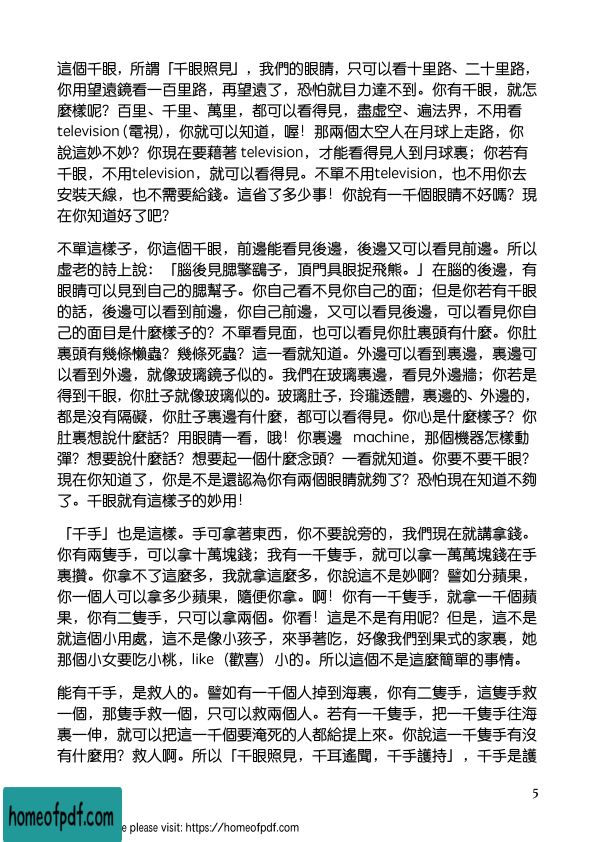 這個千眼，所謂「千眼照見」，我們的眼睛，只可以看十里路、二十里路，
你用望遠鏡看一百里路，再望遠了，恐怕就目力達不到。你有千眼，就怎
麼樣呢？百里、千里、萬里，都可以看得見，盡虛空、遍法界，不用看
television（電視），你就可以知道，喔！那兩個太空人在月球上走路，你
說這妙不妙？你現在要藉著 television，才能看得見人到月球裏；你若有
千眼，不用television，就可以看得見。不單不用television，也不用你去
安裝天線，也不需要給錢。這省了多少事！你說有一千個眼睛不好嗎？現
在你知道好了吧？
不單這樣子，你這個千眼，前邊能看見後邊，後邊又可以看見前邊。所以
虛老的詩上說：「腦後見腮擎鷂子，頂門具眼捉飛熊。」在腦的後邊，有
眼睛可以見到自己的腮幫子。你自己看不見你自己的面；但是你若有千眼
的話，後邊可以看到前邊，你自己前邊，又可以看見後邊，可以看見你自
己的面目是什麼樣子的？不單看見面，也可以看見你肚裏頭有什麼。你肚
裏頭有幾條懶蟲？幾條死蟲？這一看就知道。外邊可以看到裏邊，裏邊可
以看到外邊，就像玻璃鏡子似的。我們在玻璃裏邊，看見外邊牆；你若是
得到千眼，你肚子就像玻璃似的。玻璃肚子，玲瓏透體，裏邊的、外邊的，
都是沒有隔礙，你肚子裏邊有什麼，都可以看得見。你心是什麼樣子？你
肚裏想說什麼話？用眼睛一看，哦！你裏邊 machine，那個機器怎樣動
彈？想要說什麼話？想要起一個什麼念頭？一看就知道。你要不要千眼？
現在你知道了，你是不是還認為你有兩個眼睛就夠了？恐怕現在知道不夠
了。千眼就有這樣子的妙用！
「千手」也是這樣。手可拿著東西，你不要說旁的，我們現在就講拿錢。
你有兩隻手，可以拿十萬塊錢；我有一千隻手，就可以拿一萬萬塊錢在手
裏攢。你拿不了這麼多，我就拿這麼多，你說這不是妙啊？譬如分蘋果，
你一個人可以拿多少蘋果，隨便你拿。啊！你有一千隻手，就拿一千個蘋
果，你有二隻手，只可以拿兩個。你看！這是不是有用呢？但是，這不是
就這個小用處，這不是像小孩子，來爭著吃，好像我們到果式的家裏，她
那個小女要吃小桃，like（歡喜）小的。所以這個不是這麼簡單的事情。
能有千手，是救人的。譬如有一千個人掉到海裏，你有二隻手，這隻手救
一個，那隻手救一個，只可以救兩個人。若有一千隻手，把一千隻手往海
裏一伸，就可以把這一千個要淹死的人都給提上來。你說這一千隻手有沒
有什麼用？救人啊。所以「千眼照見，千耳遙聞，千手護持」，千手是護
5
homeofpdf.com
e please visit: https://homeofpdf.com